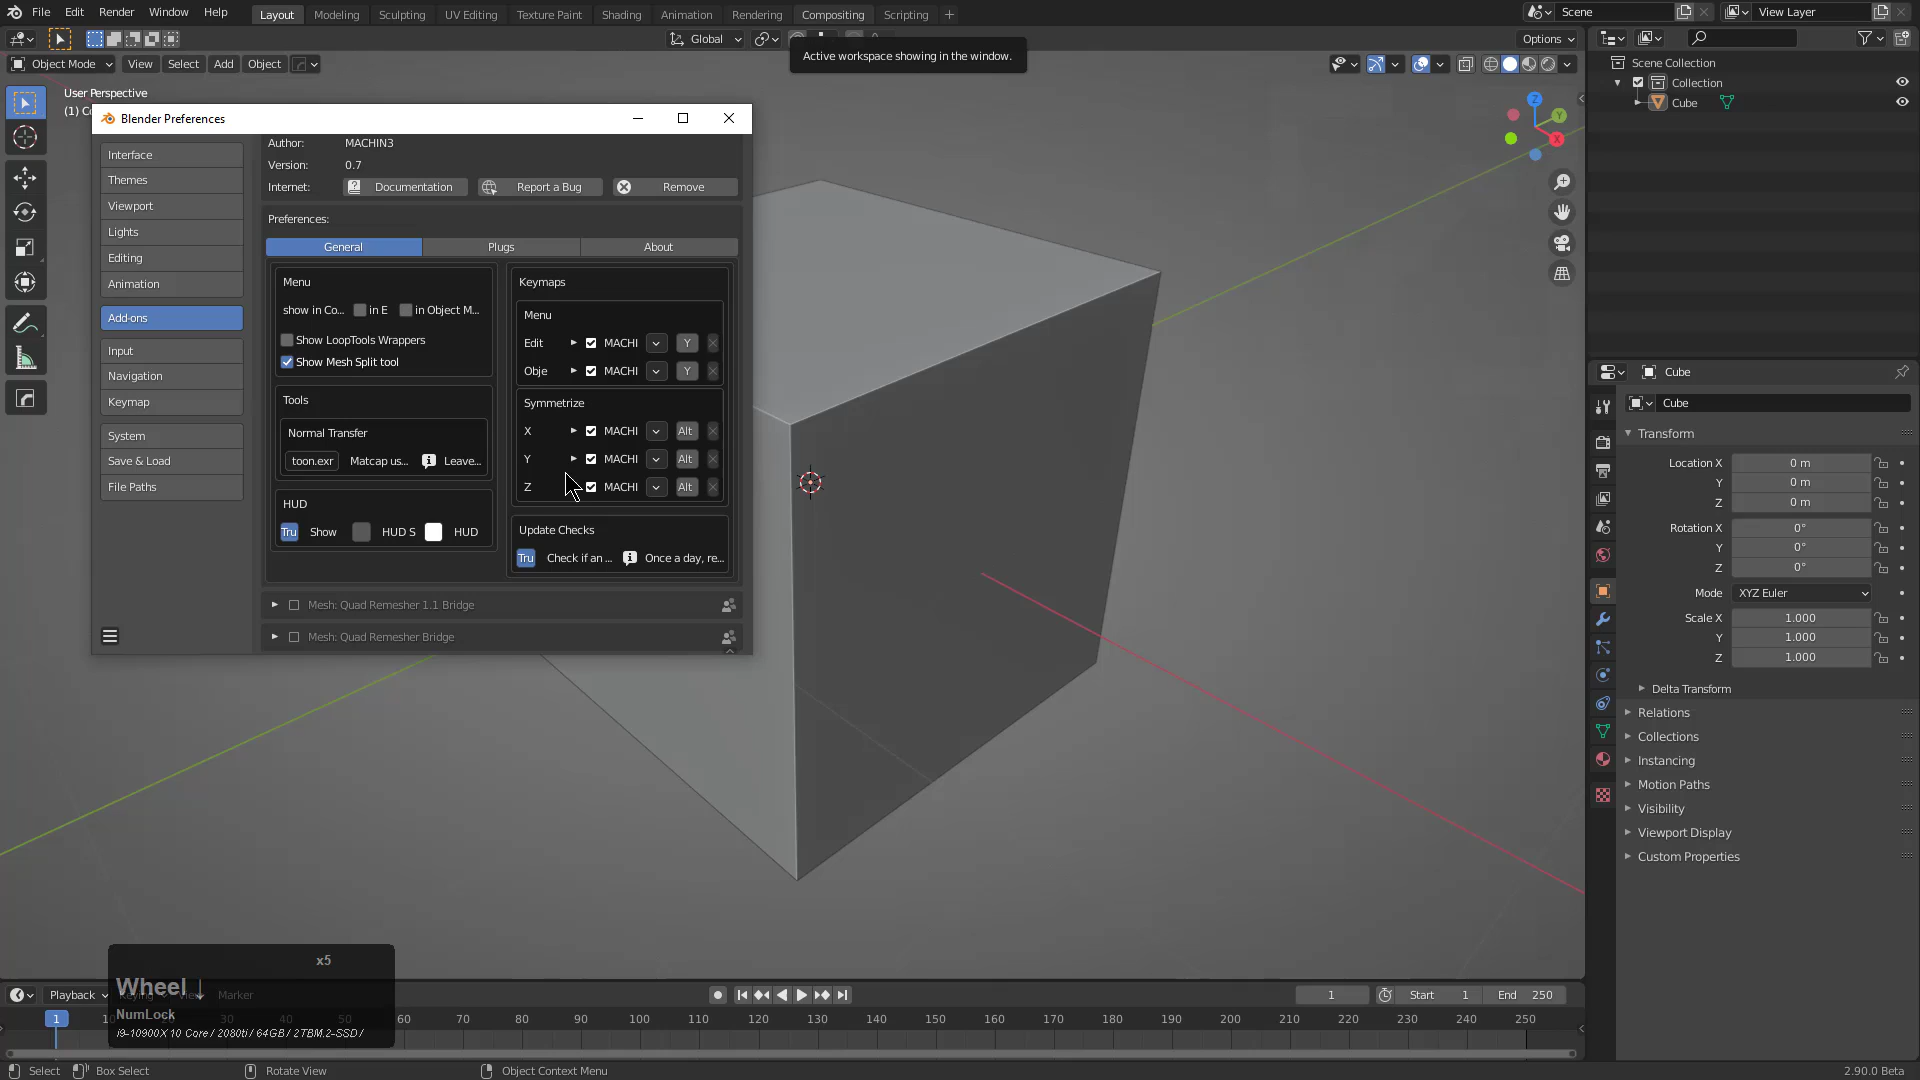 File Edit Render Window Help Layout Modeling Sculpting UV Editing Texture Paint Shading Animation Rendering Compositing Scripting Scene View Layer
Global Options
Active workspace showing in the window.
Object Mode View Select Add Object
User Perspective
(1) C
Blender Preferences
Interface
Themes
Viewport
Lights
Editing
Animation
Add-ons
Input
Navigation
Keymap
System
Save & Load
File Paths
Author: MACHIN3
Version: 0.7
Internet: Documentation Report a Bug Remove
Preferences:
General Plugs About
Menu
show in Co... in E in Object M...
Show LoopTools Wrappers
Show Mesh Split tool
Tools
Normal Transfer
toon.exr Matcap us... Leave...
HUD
Tru Show HUD S HUD
Keymaps
Menu
Edit MACHI Y
Obje MACHI Y
Symmetrize
X MACHI Alt
Y MACHI Alt
Z MACHI Alt
Update Checks
Tru Check if an ... Once a day, re...
Mesh: Quad Remesher 1.1 Bridge
Mesh: Quad Remesher Bridge
Z
Y
X
Scene Collection
Collection
Cube
Cube
Cube
Transform
Location X 0 m
Y 0 m
Z 0 m
Rotation X 0°
Y 0°
Z 0°
Mode XYZ Euler
Scale X 1.000
Y 1.000
Z 1.000
Delta Transform
Relations
Collections
Instancing
Motion Paths
Visibility
Viewport Display
Custom Properties
x5
Wheel ↓
NumLock
i9-10900X 10 Core / 2080ti / 64GB / 2TBM.2-SSD /
Playback Keying View Marker 1 Start 1 End 250
1 10 30 40 50 60 70 80 90 100 110 120 130 140 150 160 170 180 190 200 210 220 230 240 250
Select Box Select Rotate View Object Context Menu 2.90.0 Beta